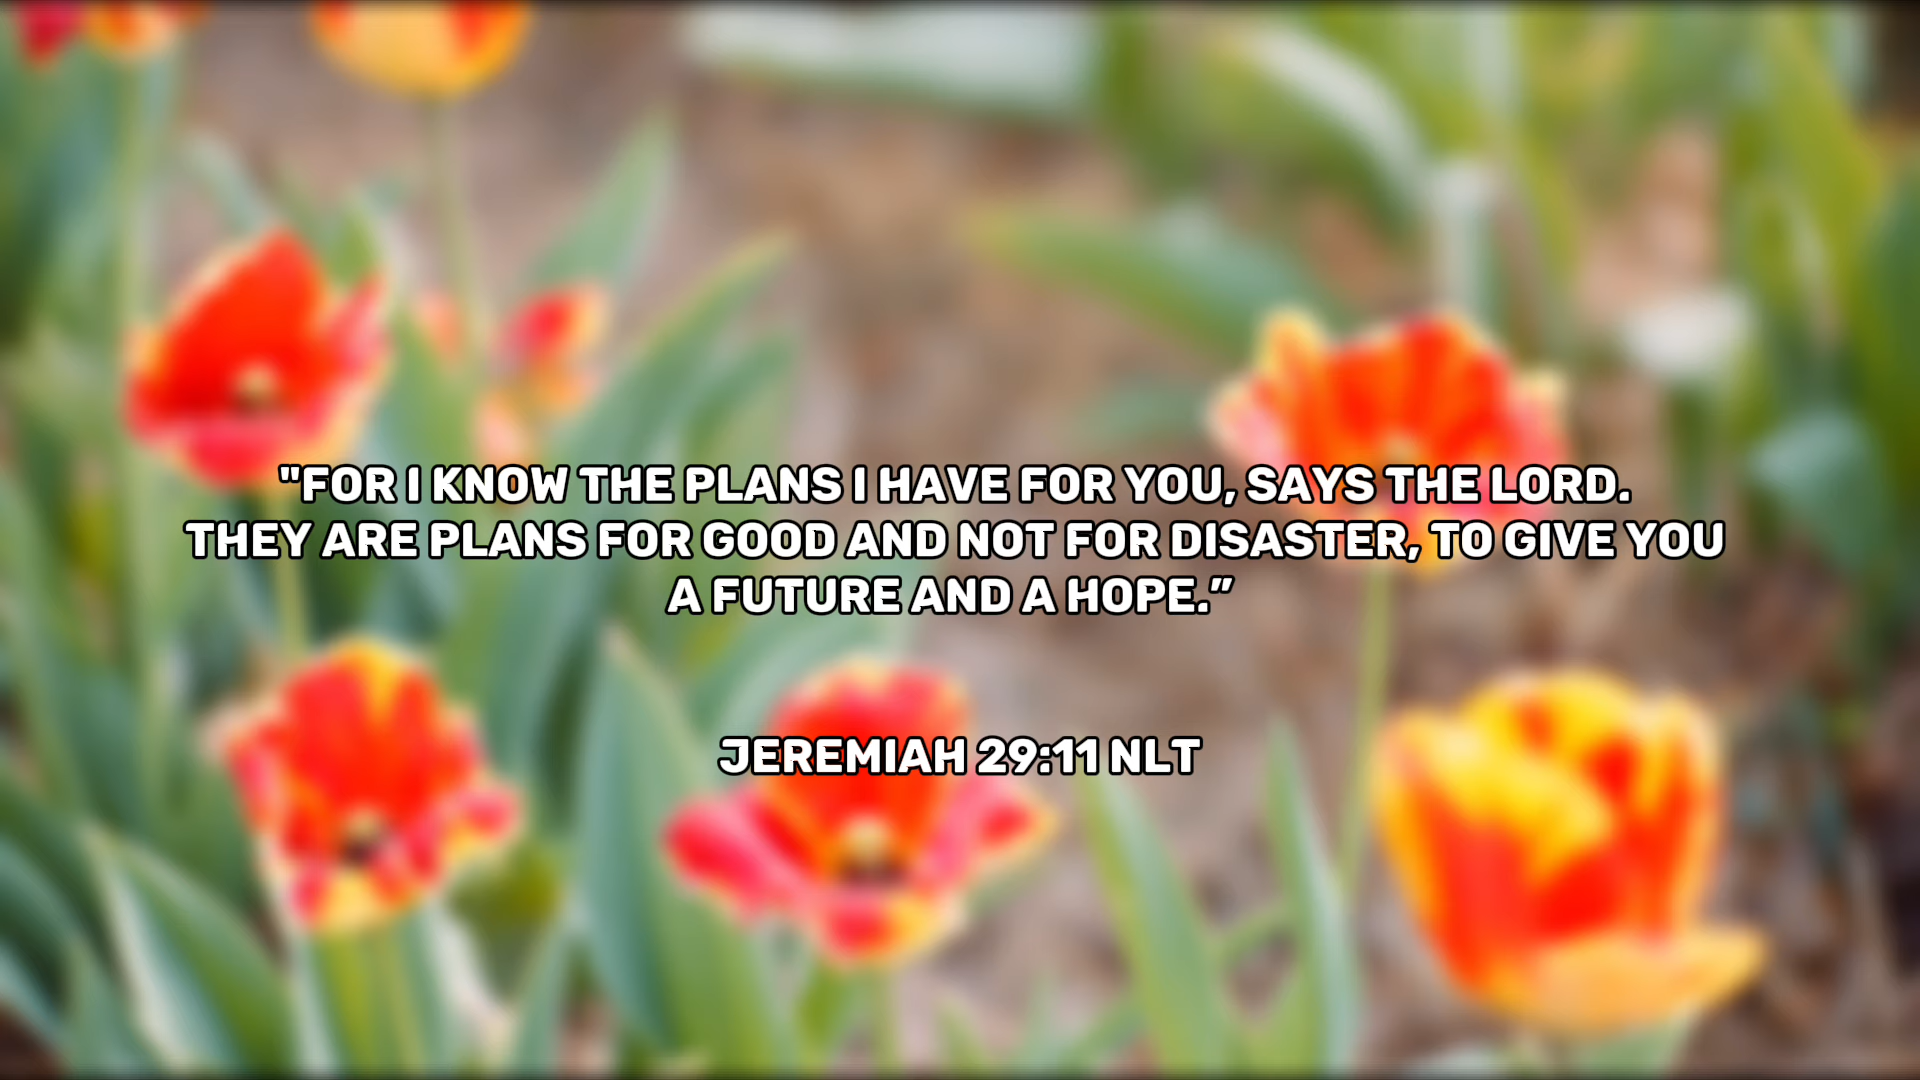 "FOR I KNOW THE PLANS I HAVE FOR YOU, SAYS THE LORD.
THEY ARE PLANS FOR GOOD AND NOT FOR DISASTER, TO GIVE YOU
A FUTURE AND A HOPE.”
JEREMIAH 29:11 NLT